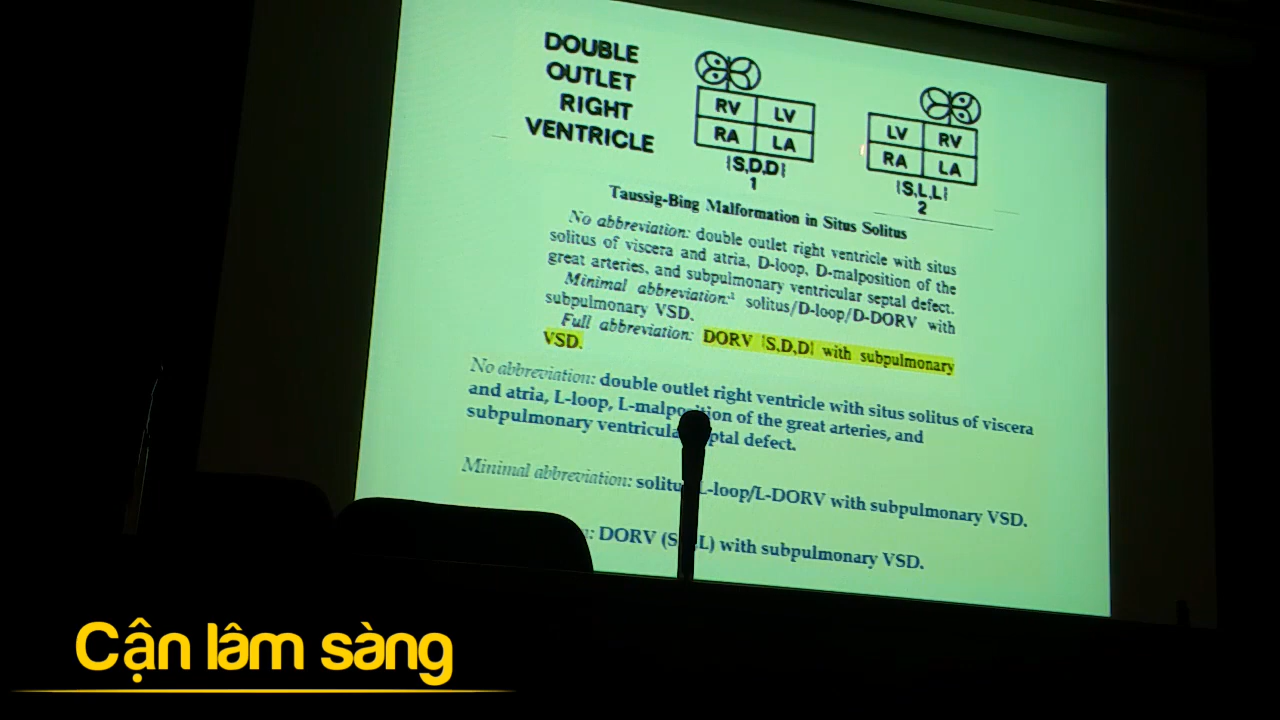 DOUBLE
OUTLET
RIGHT
VENTRICLE
RV LV
RA LA
{S,D,D}
1
LV RV
RA LA
{S,L,L}
2
Taussig-Bing Malformation in Situs Solitus
No abbreviation: double outlet right ventricle with situs
solitus of viscera and atria, D-loop, D-malposition of the
great arteries, and subpulmonary ventricular septal defect.
Minimal abbreviation:¹ solitus/D-loop/D-DORV with
subpulmonary VSD.
Full abbreviation: DORV {S,D,D} with subpulmonary
VSD.
No abbreviation: double outlet right ventricle with situs solitus of viscera
and atria, L-loop, L-malposition of the great arteries, and
subpulmonary ventricula ptal defect.
Minimal abbreviation: solitu L-loop/L-DORV with subpulmonary VSD.
: DORV (S L) with subpulmonary VSD.
Cận lâm sàng